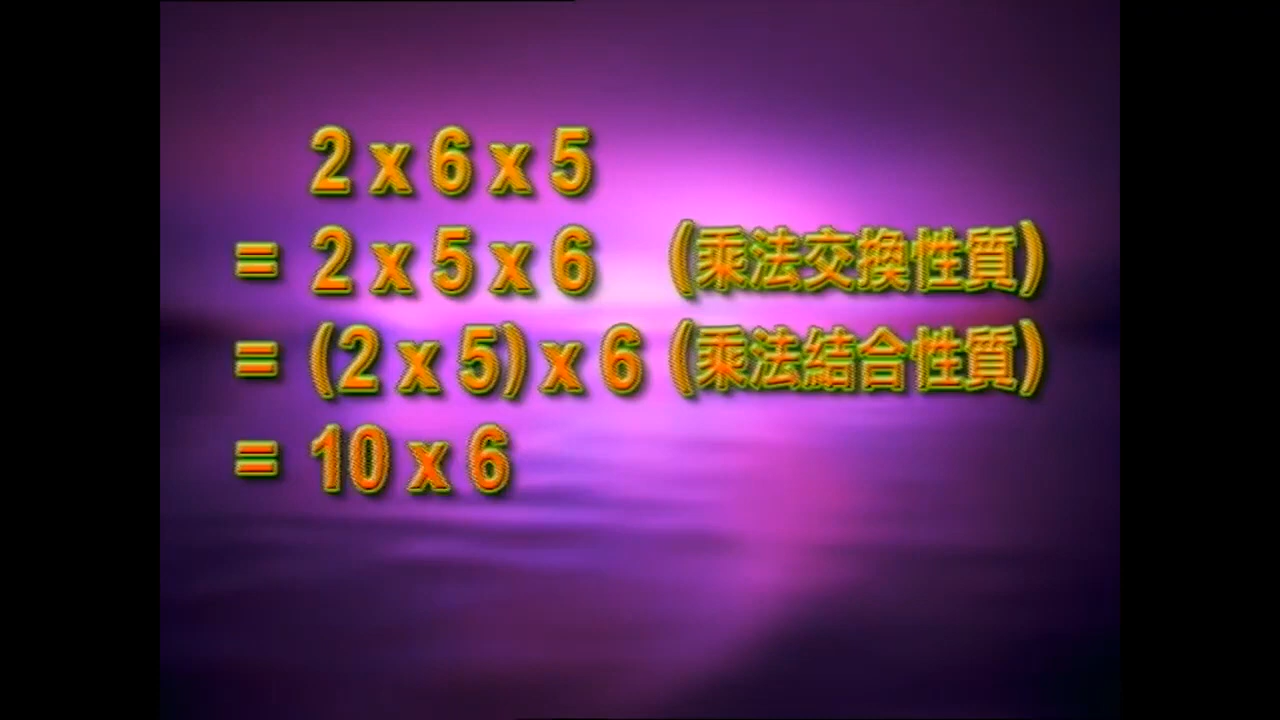 2 x 6 x 5
= 2 x 5 x 6 (乘法交換性質)
= (2 x 5) x 6 (乘法結合性質)
= 10 x 6